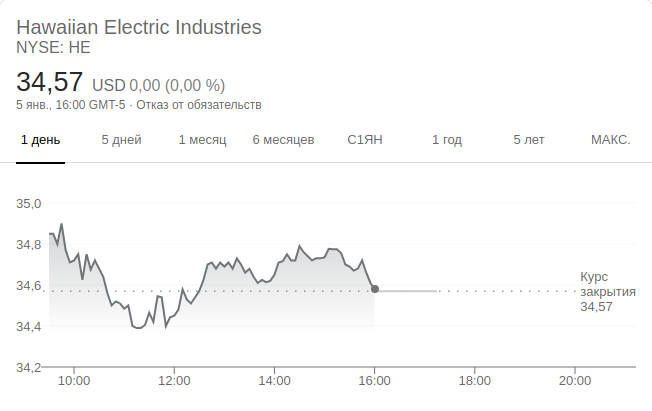 Hawaiian Electric Industries
NYSE: HE
34,57 USD 0,00 (0,00 %)
5 янв., 16:00 GMT-5 · Отказ от обязательств
1 день 5 дней 1 месяц 6 месяцев С1ЯН 1 год 5 лет МАКС.
35,0
34,8
34,6
34,4
34,2
Курс
закрытия
34,57
10:00 12:00 14:00 16:00 18:00 20:00